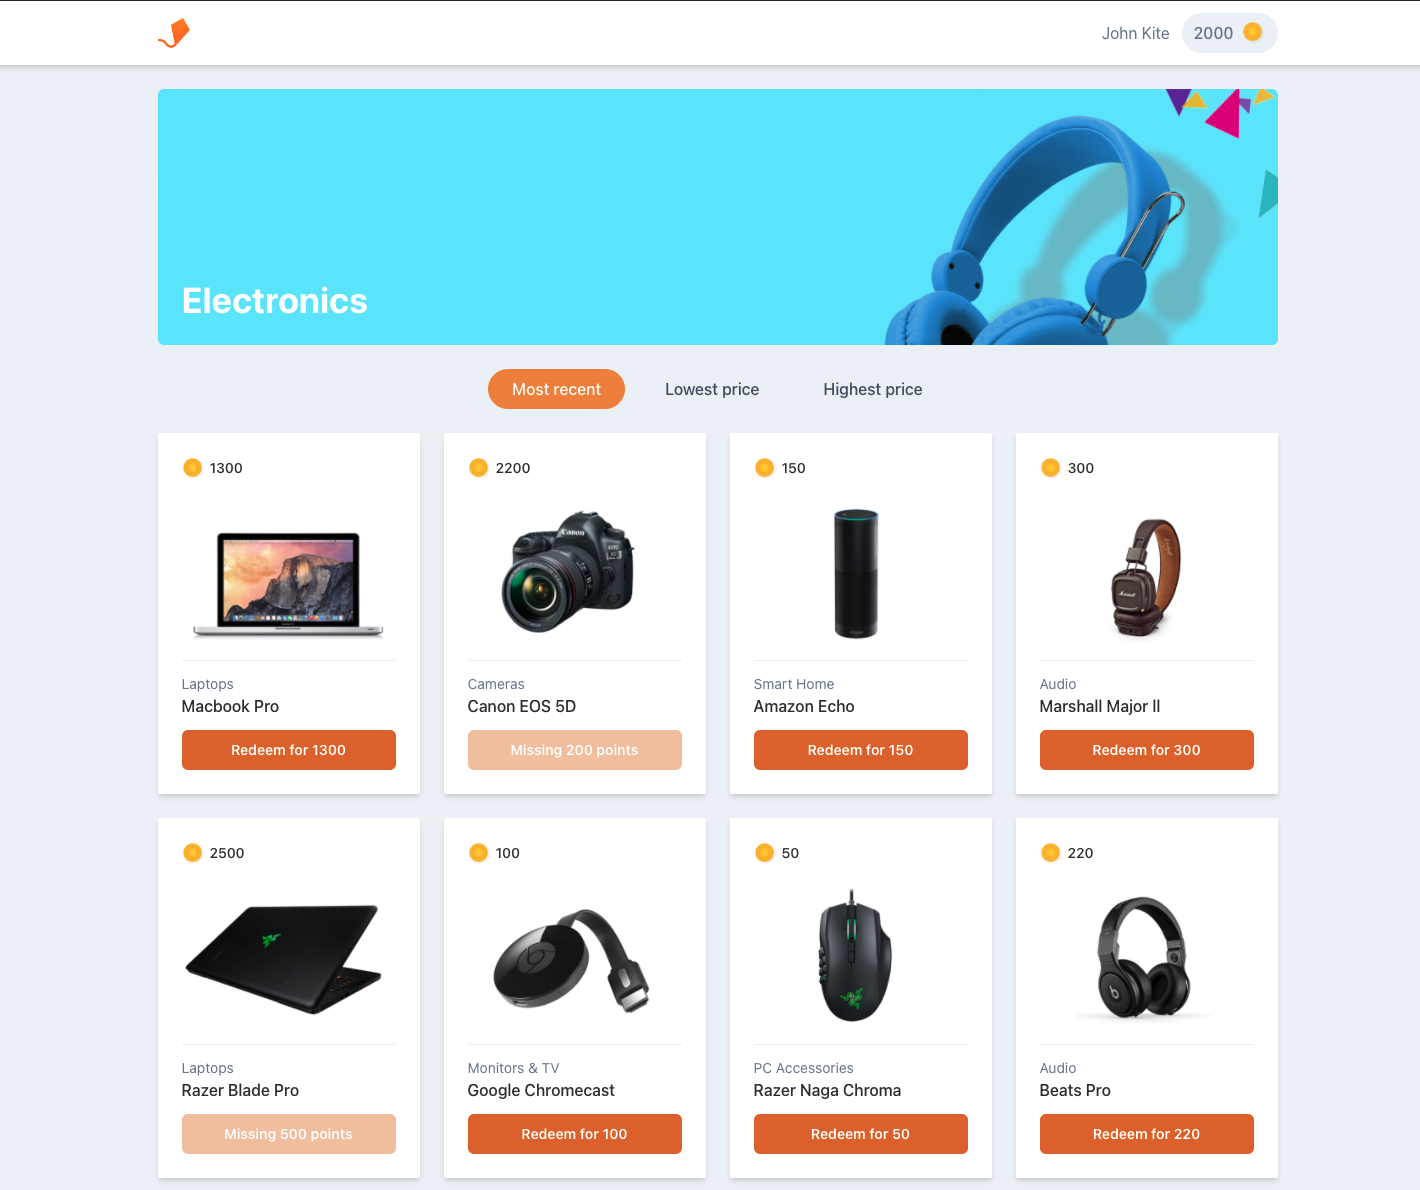 John Kite
2000
Electronics
Most recent
Lowest price
Highest price
1300
2200
150
300
Canon
Marshall
Laptops
Cameras
Smart Home
Audio
Macbook Pro
Canon EOS 5D
Amazon Echo
Marshall Major II
Redeem for 1300
Missing 200 points
Redeem for 150
Redeem for 300
2500
100
50
220
Laptops
Monitors & TV
PC Accessories
Audio
Razer Blade Pro
Google Chromecast
Razer Naga Chroma
Beats Pro
Missing 500 points
Redeem for 100
Redeem for 50
Redeem for 220